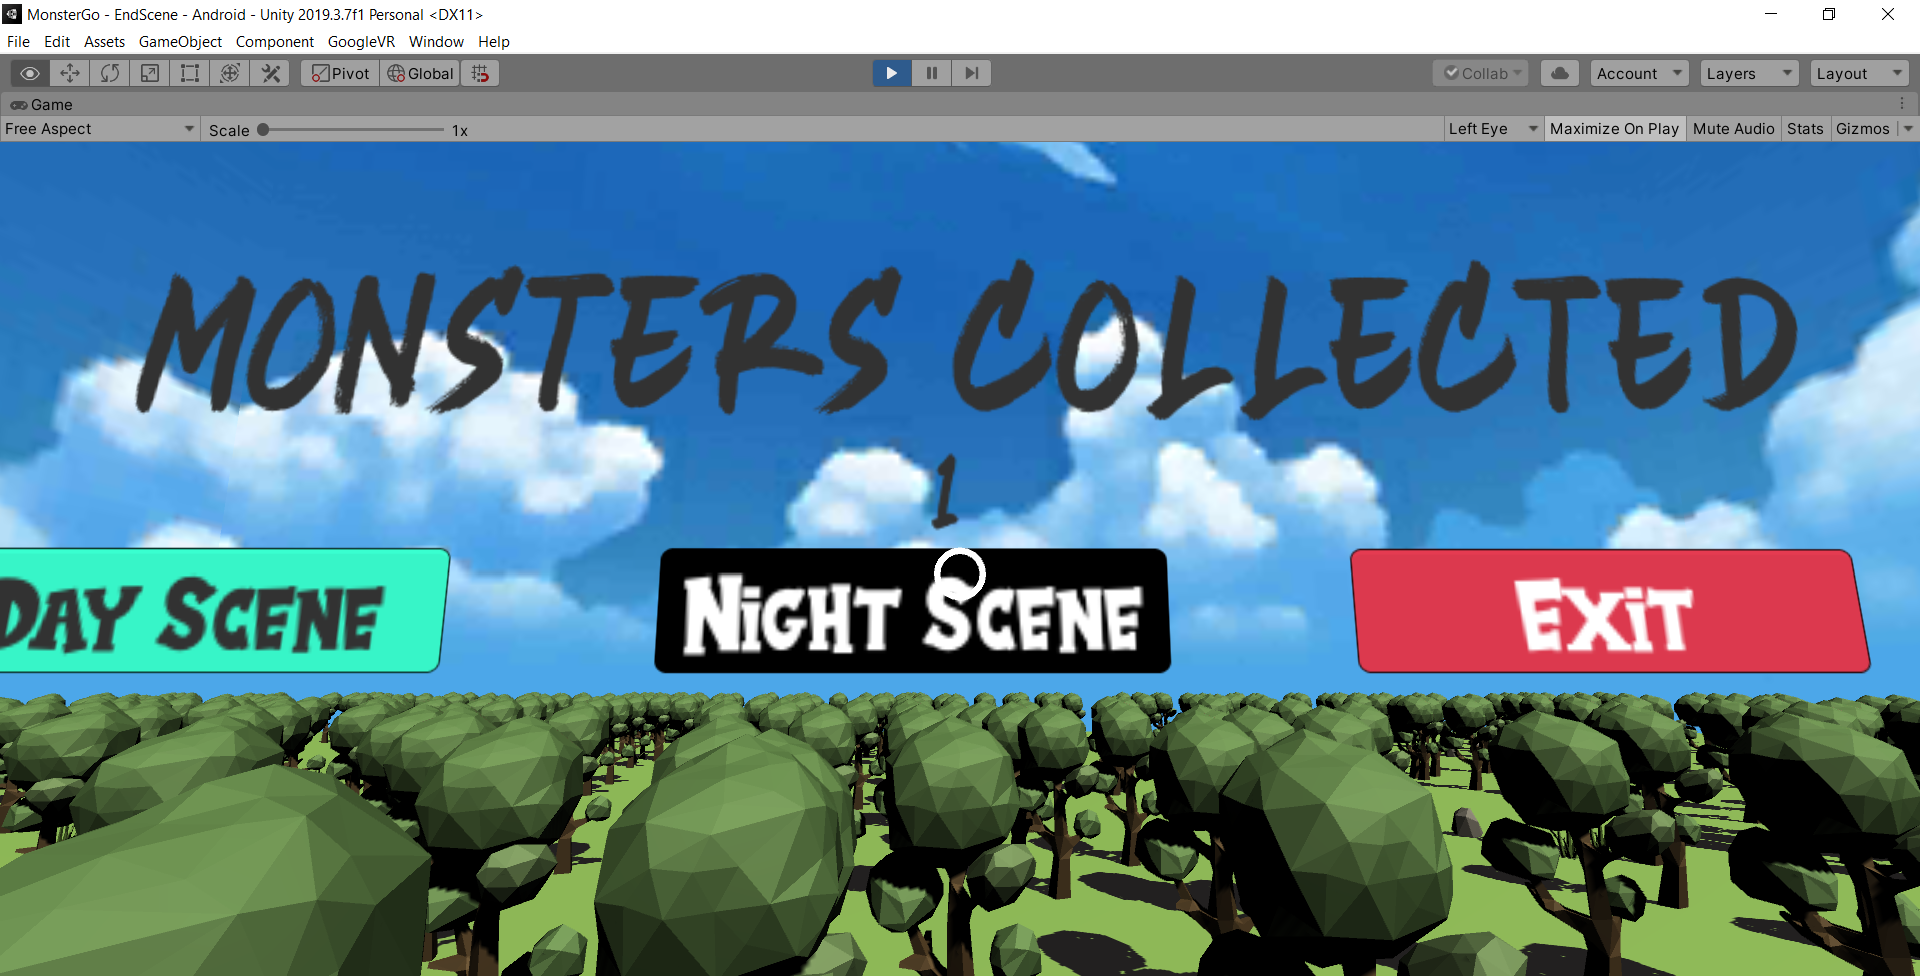 MonsterGo - EndScene - Android - Unity 2019.3.7f1 Personal <DX11>
File Edit Assets GameObject Component GoogleVR Window Help
Pivot Global Collab Account Layers Layout
Game
Free Aspect Scale 1x Left Eye Maximize On Play Mute Audio Stats Gizmos
MONSTERS COLLECTED
1
DAY SCENE NiGHT SCENE EXiT